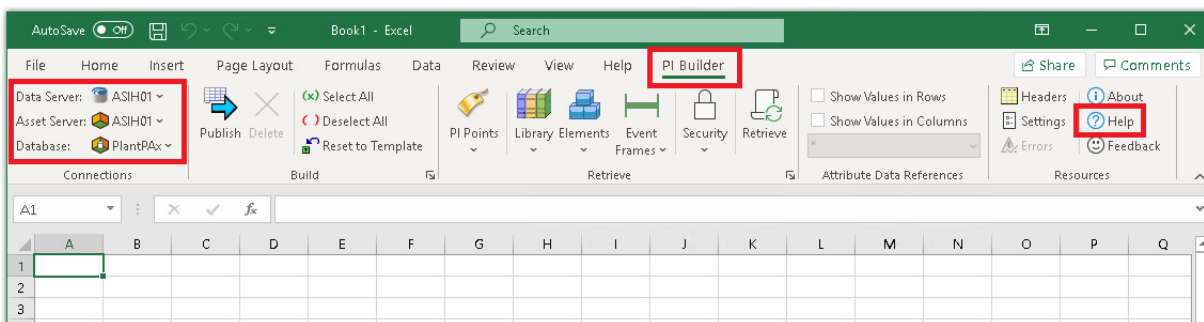 AutoSave Off Book1 - Excel Search
File Home Insert Page Layout Formulas Data Review View Help PI Builder Share Comments
Data Server: ASIH01
Asset Server: ASIH01
Database: PlantPAx
Connections
Publish Delete
(×) Select All
( ) Deselect All
Reset to Template
Build
PI Points Library Elements Event Frames Security Retrieve
Retrieve
Show Values in Rows
Show Values in Columns
*
Attribute Data References
Headers About
Settings Help
Errors Feedback
Resources
A1 fx
A B C D E F G H I J K L M N O P Q
1
2
3